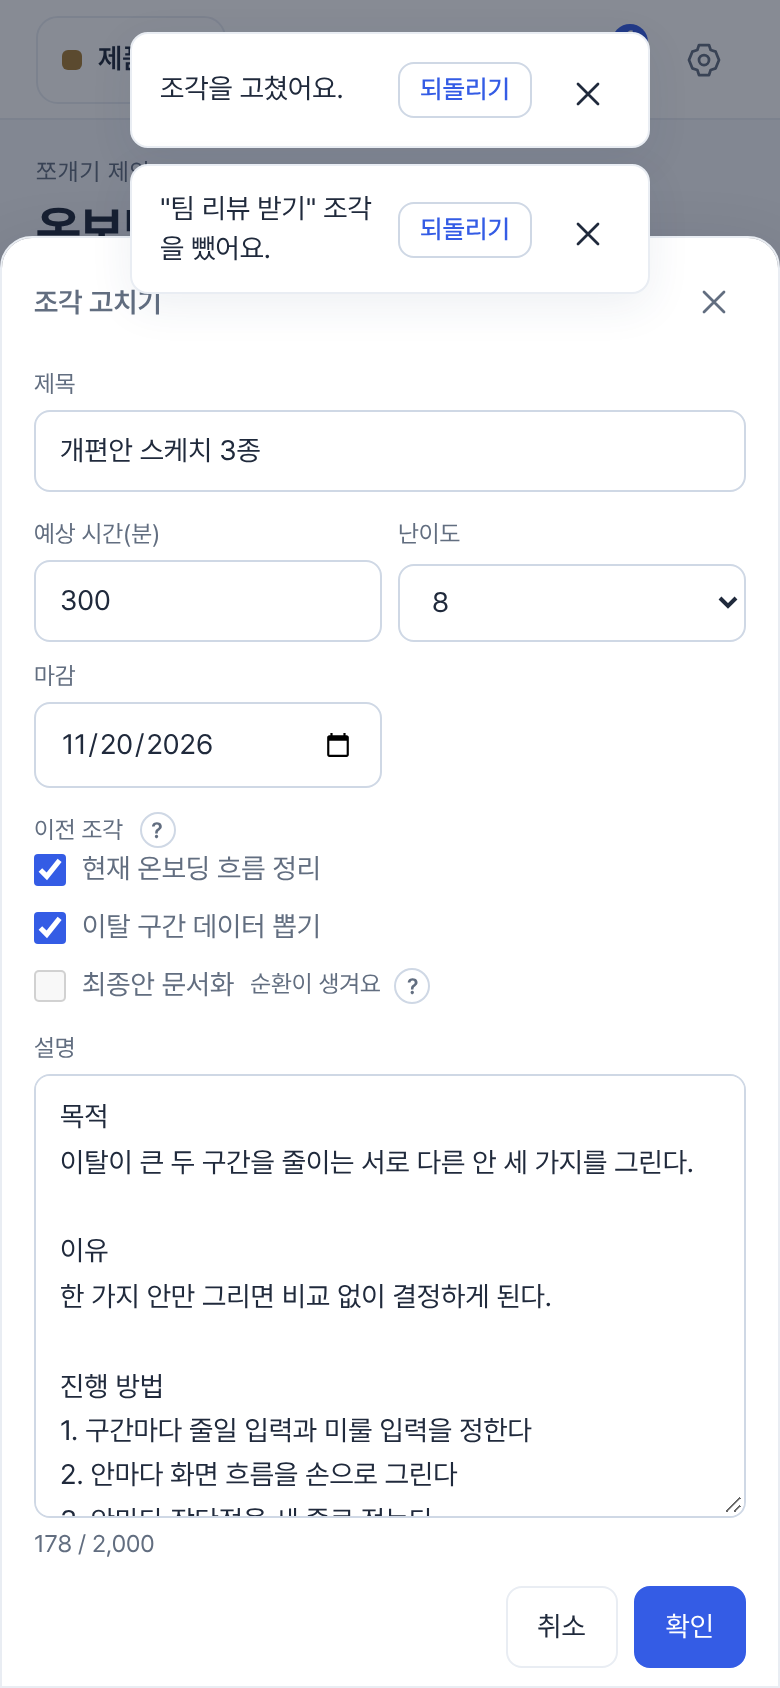 조각을 고쳤어요.
되돌리기
"팀 리뷰 받기" 조각
을 뺐어요.
되돌리기
쪼개기
조각 고치기
제목
개편안 스케치 3종
예상 시간(분)
난이도
300
8
마감
11/20/2026
이전 조각 ?
현재 온보딩 흐름 정리
이탈 구간 데이터 뽑기
최종안 문서화 순환이 생겨요 ?
설명
목적
이탈이 큰 두 구간을 줄이는 서로 다른 안 세 가지를 그린다.
이유
한 가지 안만 그리면 비교 없이 결정하게 된다.
진행 방법
1. 구간마다 줄일 입력과 미룰 입력을 정한다
2. 안마다 화면 흐름을 손으로 그린다
178 / 2,000
취소
확인